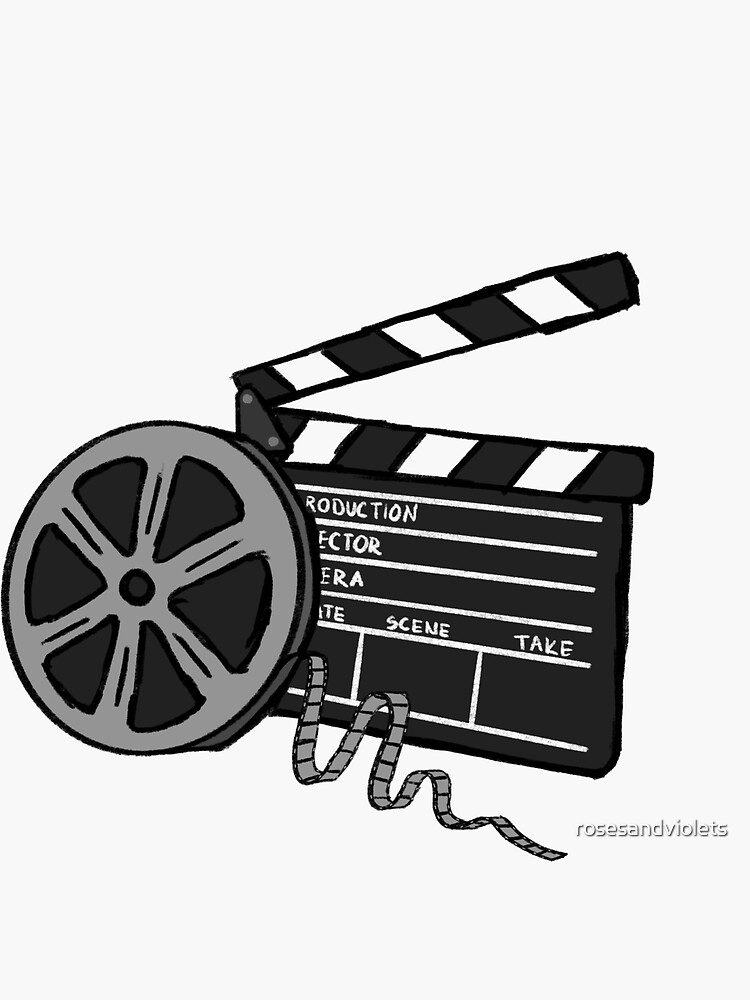 RODUCTION
ECTOR
ERA
ATE SCENE TAKE
rosesandviolets